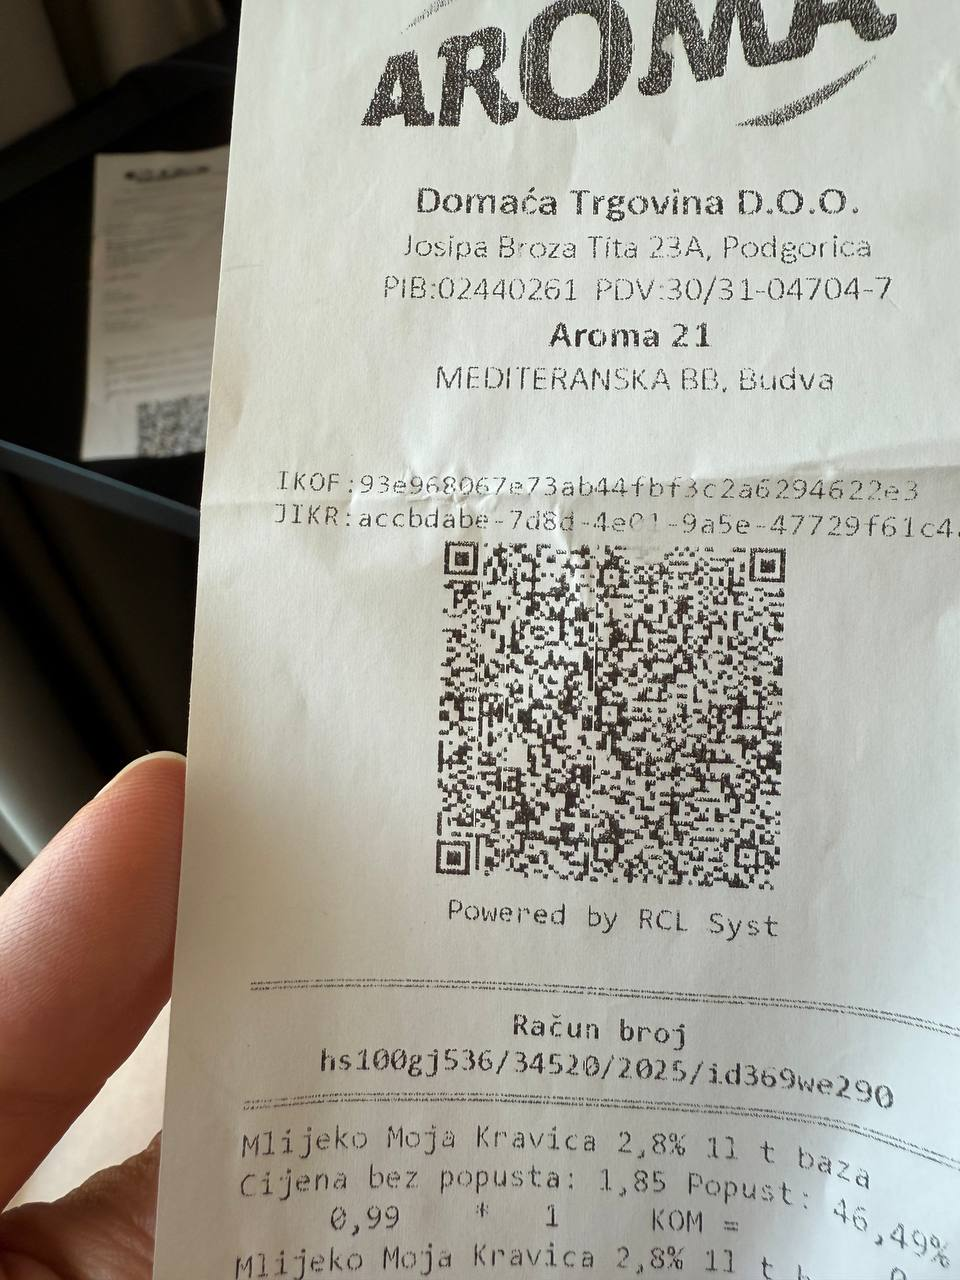 AROMA
Domaća Trgovina D.O.O.
Josipa Broza Tita 23A, Podgorica
PIB:02440261 PDV:30/31-04704-7
Aroma 21
MEDITERANSKA BB, Budva
IKOF:93e968067e73ab44fbf3c2a6294622e3
JIKR:accbdabe-7d8d-4e01-9a5e-47729f61c4
Powered by RCL Syst
Račun broj
hs100gj536/34520/2025/id369we290
Mlijeko Moja Kravica 2,8% 1l t baza
Cijena bez popusta: 1,85 Popust: 46,49%
0,99 * 1 KOM =
Mlijeko Moja Kravica 2,8% 1l t